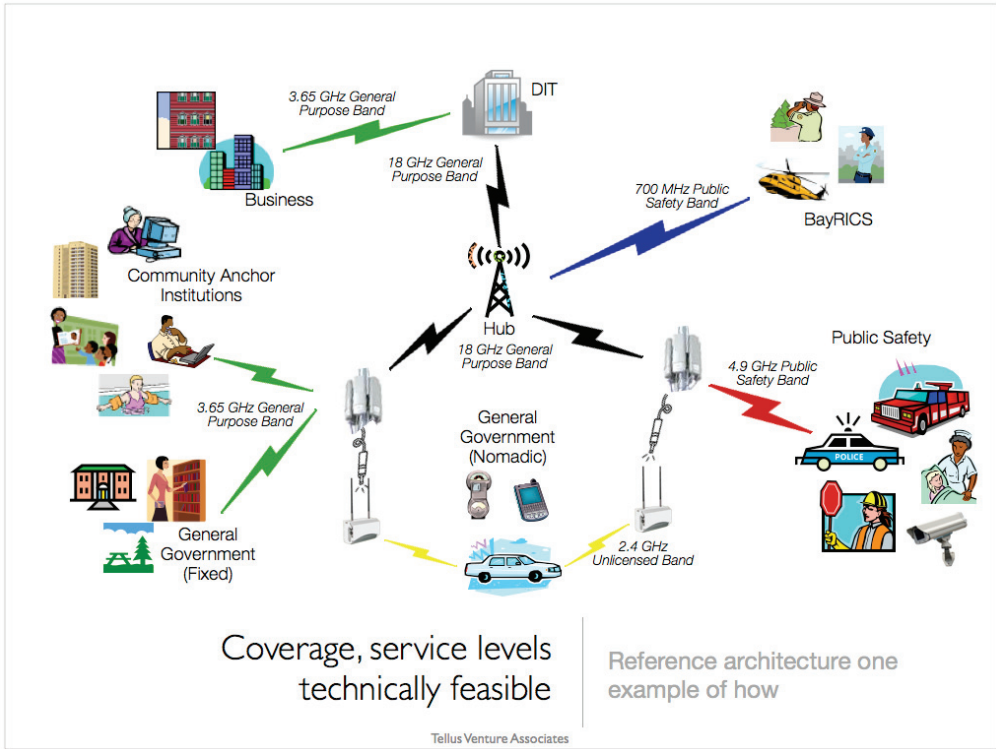 3.65 GHz General
Purpose Band
DIT
Business
18 GHz General
Purpose Band
700 MHz Public
Safety Band
BayRICS
Community Anchor
Institutions
Hub
18 GHz General
Purpose Band
Public Safety
4.9 GHz Public
Safety Band
3.65 GHz General
Purpose Band
General
Government
(Nomadic)
POLICE
General
Government
(Fixed)
2.4 GHz
Unlicensed Band
Coverage, service levels
technically feasible
Reference architecture one
example of how
Tellus Venture Associates